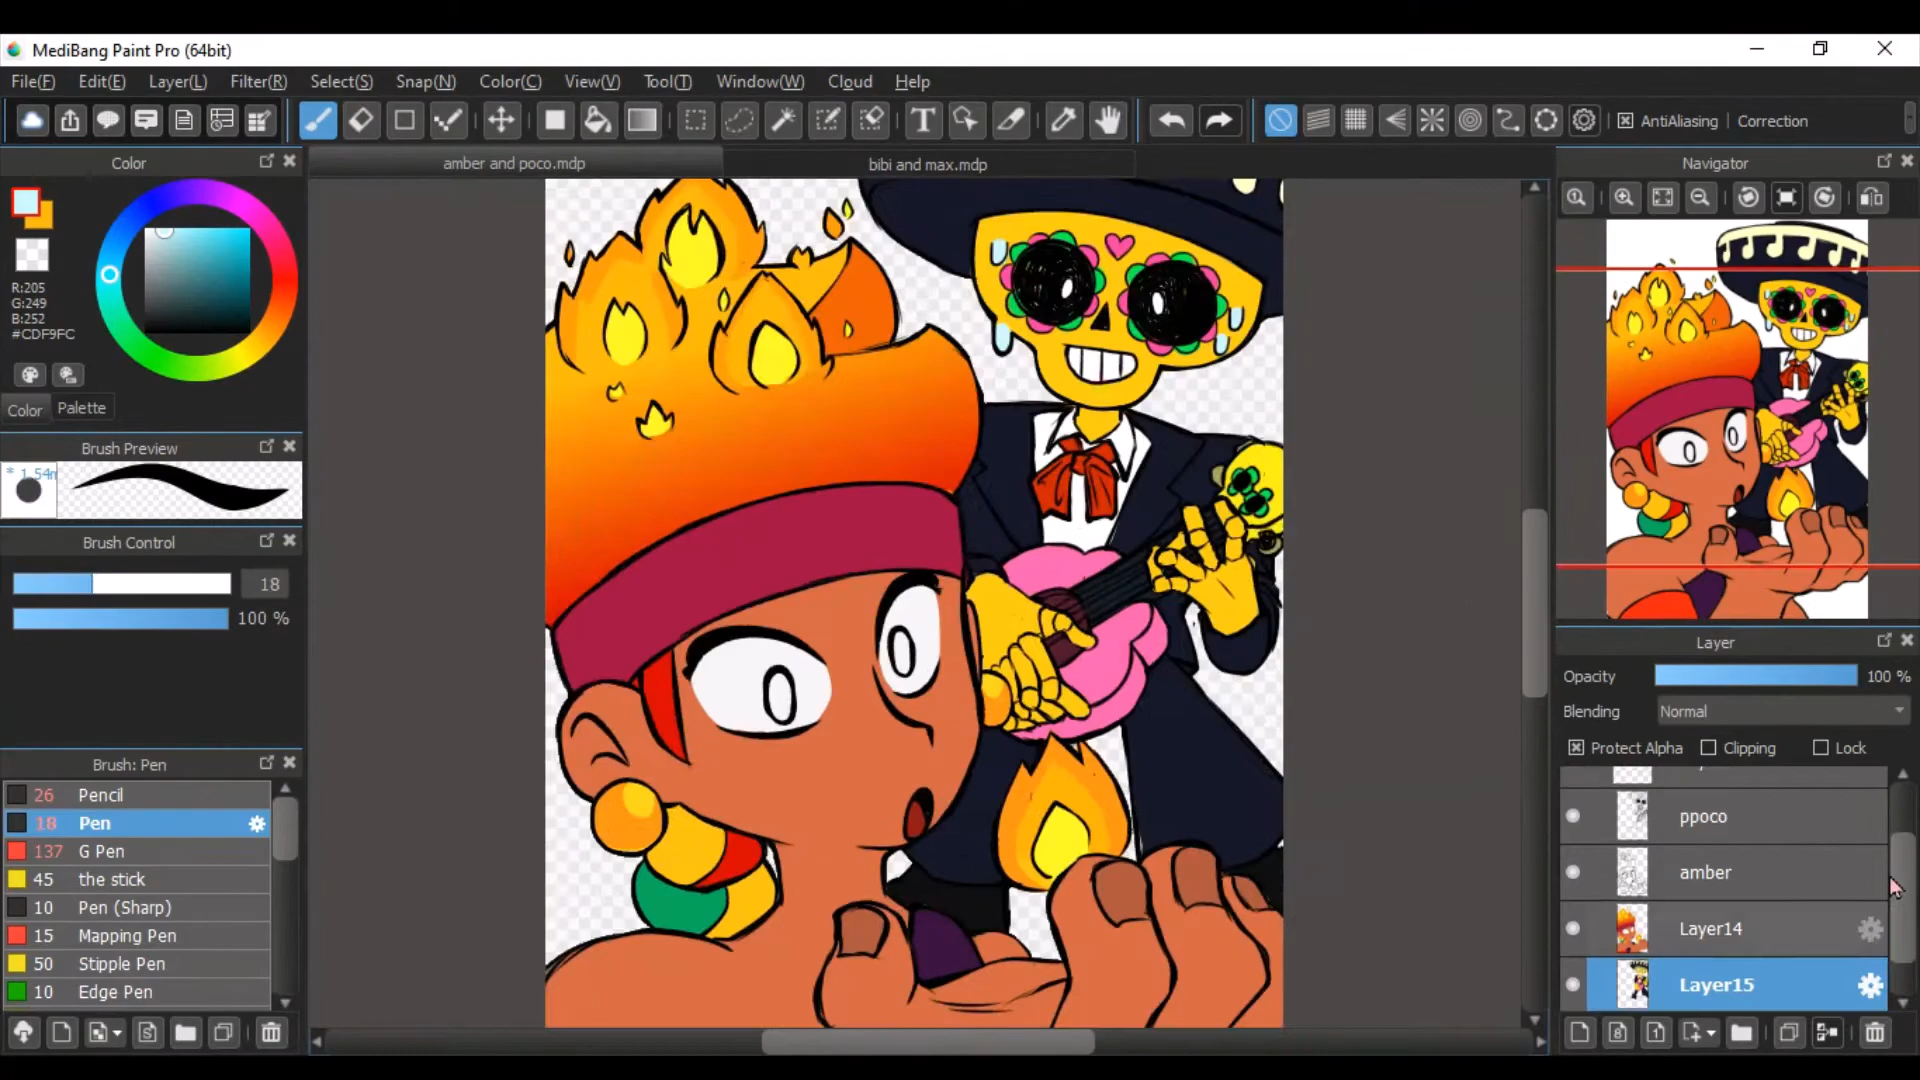 MediBang Paint Pro (64bit)
File(F) Edit(E) Layer(L) Filter(R) Select(S) Snap(N) Color(C) View(V) Tool(T) Window(W) Cloud Help
AntiAliasing Correction
Color
amber and poco.mdp
bibi and max.mdp
Navigator
R:205
G:249
B:252
#CDF9FC
Color Palette
Brush Preview
* 1.54m
Brush Control
18
100 %
Brush: Pen
26 Pencil
18 Pen
137 G Pen
45 the stick
10 Pen (Sharp)
15 Mapping Pen
50 Stipple Pen
10 Edge Pen
Layer
Opacity 100 %
Blending Normal
Protect Alpha Clipping Lock
ppoco
amber
Layer14
Layer15